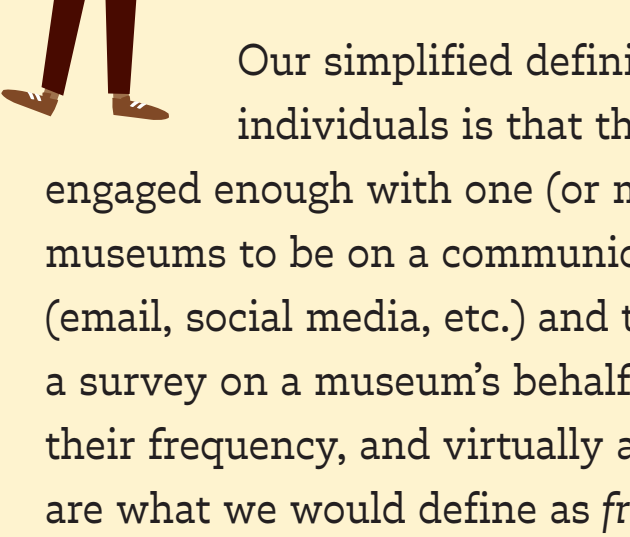 Our simplified defini
individuals is that th
engaged enough with one (or
museums to be on a communic
(email, social media, etc.) and t
a survey on a museum’s behalf
their frequency, and virtually a
are what we would define as fr